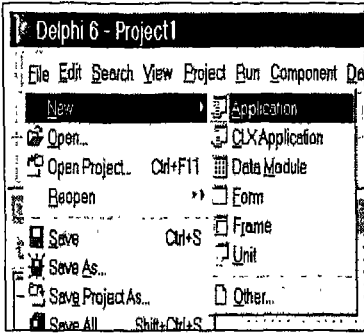 Delphi 6 - Project1
File Edit Search View Project Run Component
New
Open...
Open Project... Ctrl+F11
Reopen
Save Ctrl+S
Save As...
Save Project As...
Save All Shift+Ctrl+S
Application
CLX Application
Data Module
Form
Frame
Unit
Other...